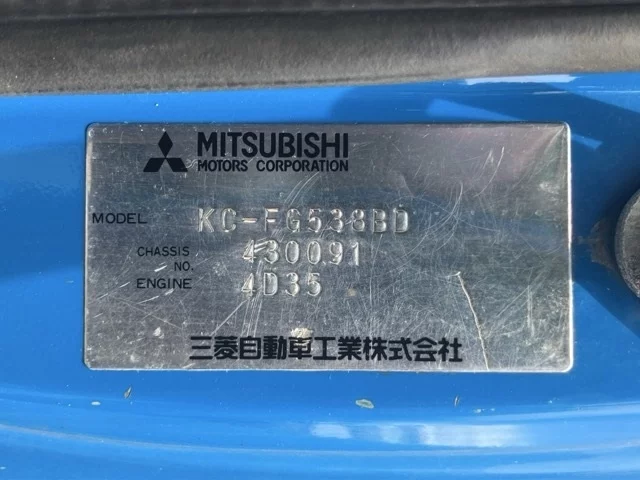 MITSUBISHI
MOTORS CORPORATION
MODEL KC-FG538BD
CHASSIS NO. 430091
ENGINE 4D35
三菱自動車工業株式会社